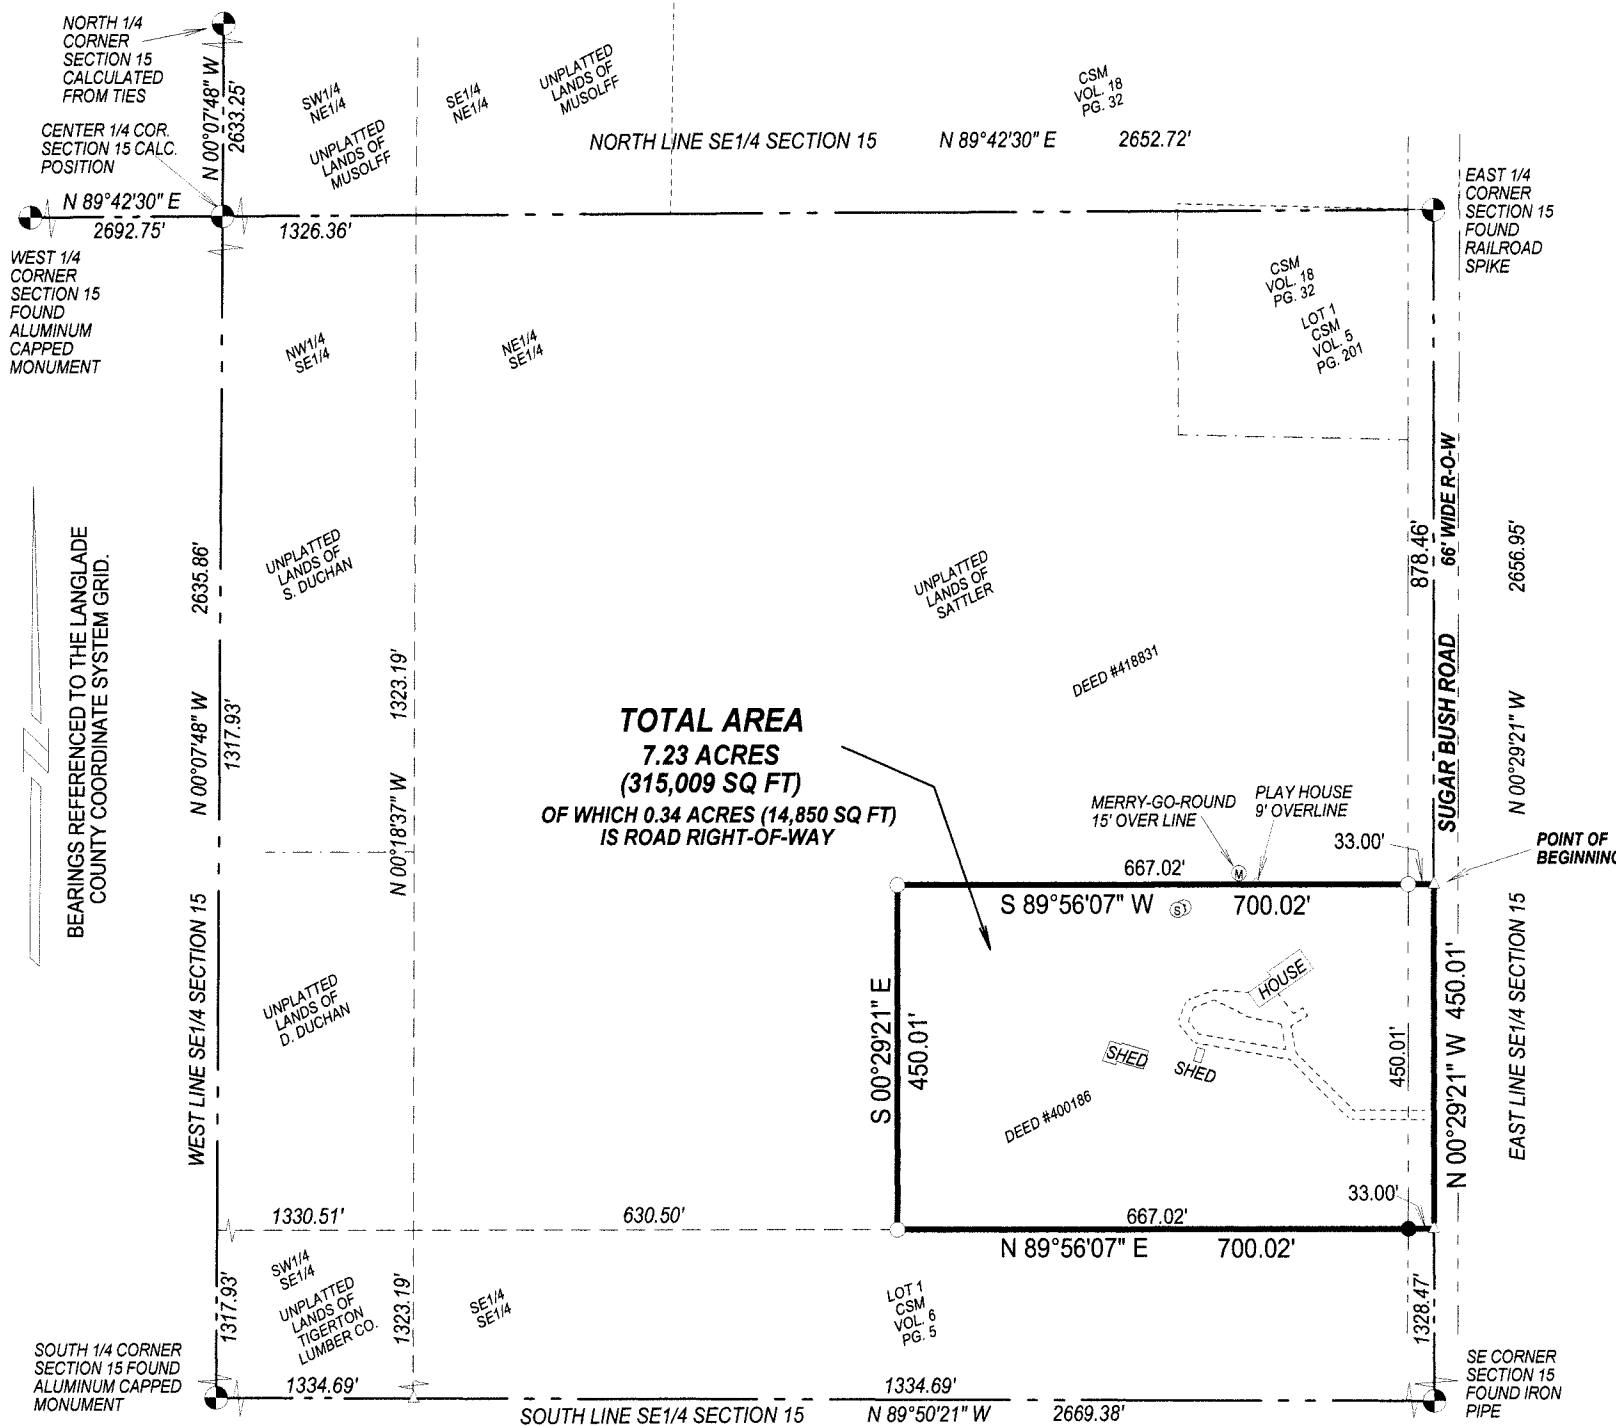 NORTH 1/4
CORNER
SECTION 15
CALCULATED
FROM TIES
N 00°07'48" W
2633.25'
CENTER 1/4 COR.
SECTION 15 CALC.
POSITION
N 89°42'30" E
2692.75'
WEST 1/4
CORNER
SECTION 15
FOUND
ALUMINUM
CAPPED
MONUMENT
SW1/4
NE1/4
UNPLATTED
LANDS OF
MUSOLFF
SE1/4
NE1/4
UNPLATTED
LANDS OF
MUSOLFF
CSM
VOL. 18
PG. 32
NORTH LINE SE1/4 SECTION 15 N 89°42'30" E 2652.72'
1326.36'
EAST 1/4
CORNER
SECTION 15
FOUND
RAILROAD
SPIKE
CSM
VOL. 18
PG. 32
LOT 1
CSM
VOL. 5
PG. 201
NW1/4
SE1/4
NE1/4
SE1/4
BEARINGS REFERENCED TO THE LANGLADE
COUNTY COORDINATE SYSTEM GRID.
N
2635.86'
N 00°07'48" W
1317.93'
WEST LINE SE1/4 SECTION 15
UNPLATTED
LANDS OF
S. DUCHAN
1323.19'
N 00°18'37" W
UNPLATTED
LANDS OF
SATTLER
DEED #418831
878.46'
66' WIDE R-O-W
SUGAR BUSH ROAD
2656.95'
N 00°29'21" W
EAST LINE SE1/4 SECTION 15
TOTAL AREA
7.23 ACRES
(315,009 SQ FT)
OF WHICH 0.34 ACRES (14,850 SQ FT)
IS ROAD RIGHT-OF-WAY
MERRY-GO-ROUND
15' OVER LINE
PLAY HOUSE
9' OVERLINE
33.00'
POINT OF
BEGINNING
M
667.02'
S 89°56'07" W
S
700.02'
UNPLATTED
LANDS OF
D. DUCHAN
S 00°29'21" E
450.01'
HOUSE
SHED
SHED
DEED #400186
450.01'
N 00°29'21" W 450.01'
33.00'
1330.51'
630.50'
667.02'
N 89°56'07" E 700.02'
SW1/4
SE1/4
UNPLATTED
LANDS OF
TIGERTON
LUMBER CO.
1317.93'
1323.19'
SE1/4
SE1/4
LOT 1
CSM
VOL. 6
PG. 5
1328.47'
SOUTH 1/4 CORNER
SECTION 15 FOUND
ALUMINUM CAPPED
MONUMENT
1334.69'
1334.69'
SOUTH LINE SE1/4 SECTION 15 N 89°50'21" W 2669.38'
SE CORNER
SECTION 15
FOUND IRON
PIPE